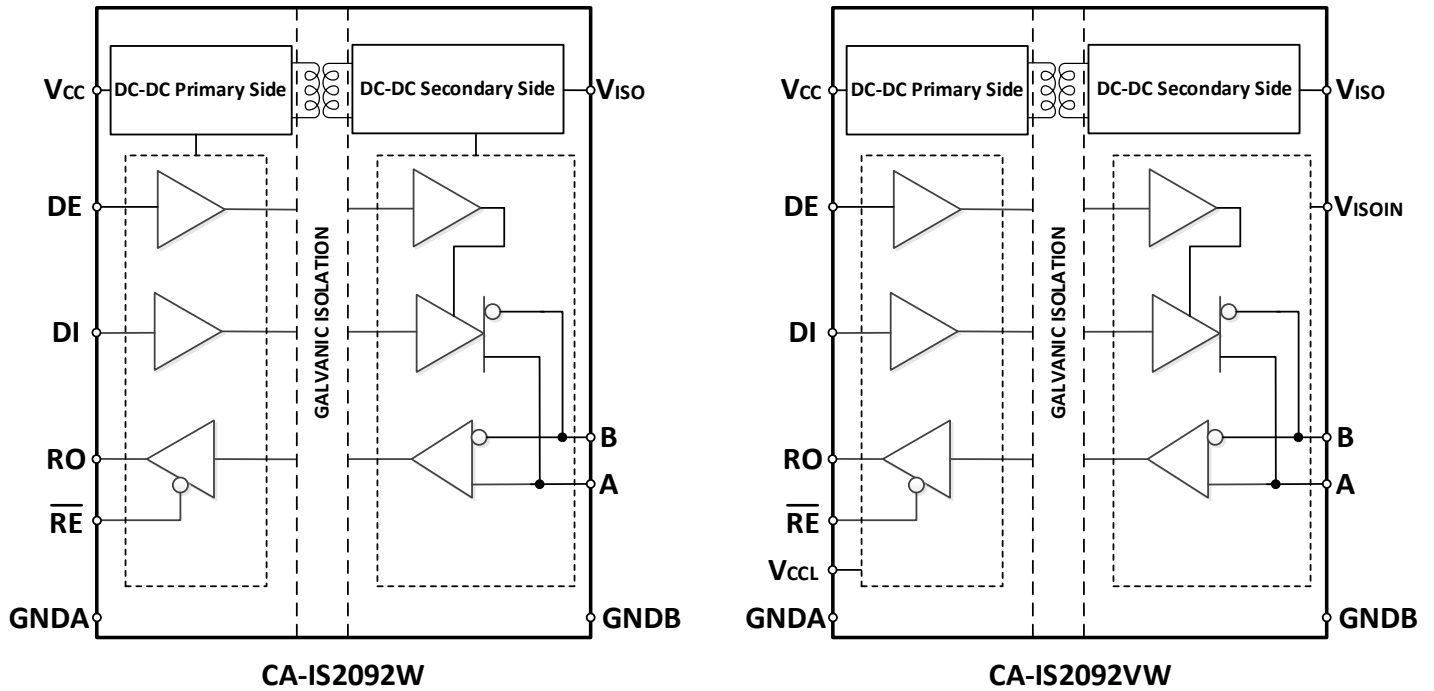 VCC
DC-DC Primary Side
DC-DC Secondary Side
VISO
DE
DI
RO
RE
GNDA
GALVANIC ISOLATION
B
A
GNDB
CA-IS2092W
VCC
DC-DC Primary Side
DC-DC Secondary Side
VISO
DE
VISOIN
DI
RO
RE
VCCL
GNDA
GALVANIC ISOLATION
B
A
GNDB
CA-IS2092VW